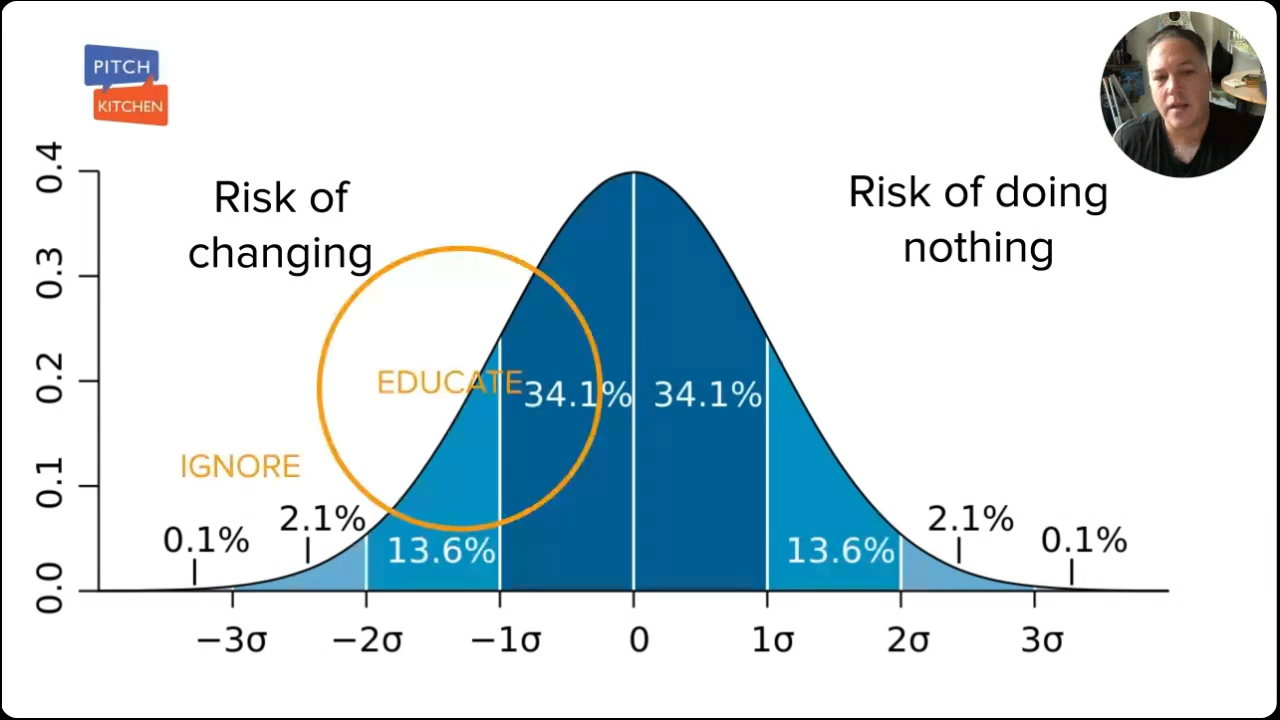 PITCH
KITCHEN
Risk of
changing
Risk of doing
nothing
0.4
0.3
0.2
0.1
0.0
EDUCATE
34.1% 34.1%
IGNORE
0.1% 2.1% 13.6% 13.6% 2.1% 0.1%
−3σ −2σ −1σ 0 1σ 2σ 3σ